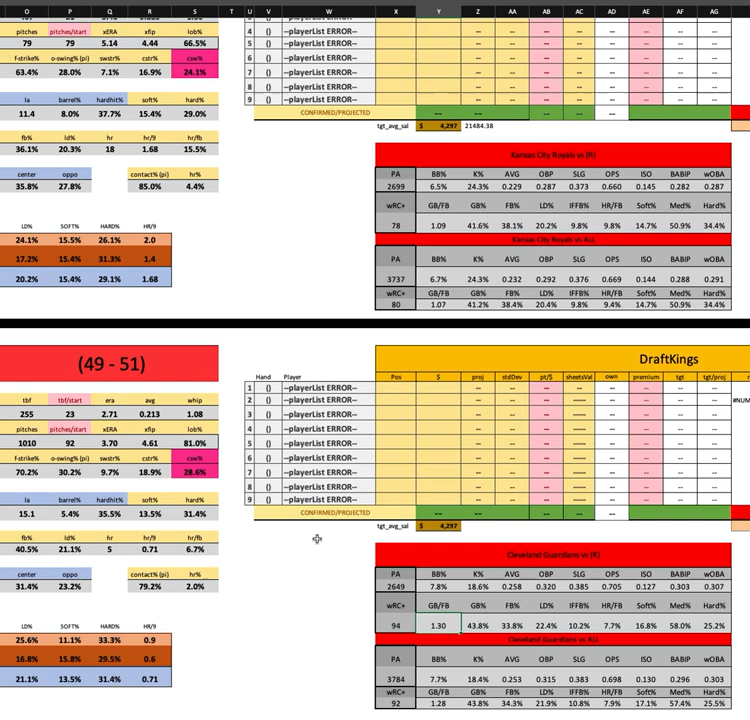 O P Q R S T U V W X Y Z AA AB AC AD AE AF AG
pitches pitches/start xERA xfip lob%
79 79 5.14 4.44 66.5%
f-strike% o-swing% (pi) swstr% cstr% csw%
63.4% 28.0% 7.1% 16.9% 24.1%
la barrel% hardhit% soft% hard%
11.4 8.0% 37.7% 15.4% 29.0%
fb% ld% hr hr/9 hr/fb
36.1% 20.3% 18 1.68 15.5%
center oppo contact% (pi) hr%
35.8% 27.8% 85.0% 4.4%
LD% SOFT% HARD% HR/9
24.1% 15.5% 26.1% 2.0
17.2% 15.4% 31.3% 1.4
20.2% 15.4% 29.1% 1.68
4 () --playerList ERROR-- -- -- -- -- -- -- --
5 () --playerList ERROR-- -- -- -- -- -- -- --
6 () --playerList ERROR-- -- -- -- -- -- -- --
7 () --playerList ERROR-- -- -- -- -- -- -- --
8 () --playerList ERROR-- -- -- -- -- -- -- --
9 () --playerList ERROR-- -- -- -- -- -- -- --
CONFIRMED/PROJECTED -- -- -- -- -- -- -- --
tgt_avg_sal $ 4,297 21484.38
Kansas City Royals vs (R)
PA BB% K% AVG OBP SLG OPS ISO BABIP wOBA
2699 6.5% 24.3% 0.229 0.287 0.373 0.660 0.145 0.282 0.287
wRC+ GB/FB GB% FB% LD% IFFB% HR/FB Soft% Med% Hard%
78 1.09 41.6% 38.1% 20.2% 9.8% 9.8% 14.7% 50.9% 34.4%
Kansas City Royals vs ALL
PA BB% K% AVG OBP SLG OPS ISO BABIP wOBA
3737 6.7% 24.3% 0.232 0.292 0.376 0.669 0.144 0.288 0.291
wRC+ GB/FB GB% FB% LD% IFFB% HR/FB Soft% Med% Hard%
80 1.07 41.2% 38.4% 20.4% 9.8% 9.4% 14.7% 50.9% 34.4%
(49 - 51)
tbf tbf/start era avg whip
255 23 2.71 0.213 1.08
pitches pitches/start xERA xfip lob%
1010 92 3.70 4.61 81.0%
f-strike% o-swing% (pi) swstr% cstr% csw%
70.2% 30.2% 9.7% 18.9% 28.6%
la barrel% hardhit% soft% hard%
15.1 5.4% 35.5% 13.5% 31.4%
fb% ld% hr hr/9 hr/fb
40.5% 21.1% 5 0.71 6.7%
center oppo contact% (pi) hr%
31.4% 23.2% 79.2% 2.0%
LD% SOFT% HARD% HR/9
25.6% 11.1% 33.3% 0.9
16.8% 15.8% 29.5% 0.6
21.1% 13.5% 31.4% 0.71
DraftKings
Hand Player Pos $ proj stdDev pt/$ sheetsVal own premium tgt tgt/proj
1 () --playerList ERROR-- -- -- -- ----- -- -- -- --
2 () --playerList ERROR-- -- -- -- ----- -- -- -- -- #NUM
3 () --playerList ERROR-- -- -- -- ----- -- -- -- --
4 () --playerList ERROR-- -- -- -- ----- -- -- -- --
5 () --playerList ERROR-- -- -- -- ----- -- -- -- --
6 () --playerList ERROR-- -- -- -- ----- -- -- -- --
7 () --playerList ERROR-- -- -- -- ----- -- -- -- --
8 () --playerList ERROR-- -- -- -- ----- -- -- -- --
9 () --playerList ERROR-- -- -- -- ----- -- -- -- --
CONFIRMED/PROJECTED -- -- -- -- -- -- -- --
tgt_avg_sal $ 4,297
Cleveland Guardians vs (R)
PA BB% K% AVG OBP SLG OPS ISO BABIP wOBA
2649 7.8% 18.6% 0.258 0.320 0.385 0.705 0.127 0.303 0.307
wRC+ GB/FB GB% FB% LD% IFFB% HR/FB Soft% Med% Hard%
94 1.30 43.8% 33.8% 22.4% 10.2% 7.7% 16.8% 58.0% 25.2%
Cleveland Guardians vs ALL
PA BB% K% AVG OBP SLG OPS ISO BABIP wOBA
3784 7.7% 18.4% 0.253 0.315 0.383 0.698 0.130 0.296 0.303
wRC+ GB/FB GB% FB% LD% IFFB% HR/FB Soft% Med% Hard%
92 1.28 43.8% 34.3% 21.9% 10.8% 7.9% 17.1% 57.4% 25.5%